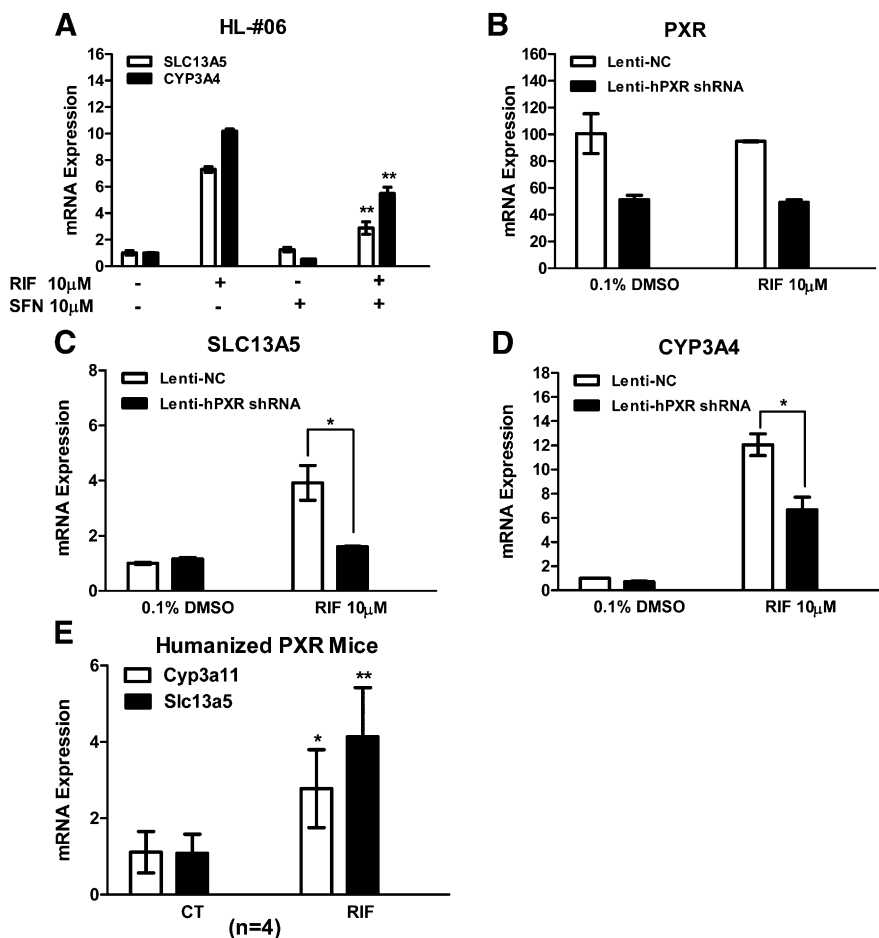 A
HL-#06
mRNA Expression
16
14
12
10
8
6
4
2
0
SLC13A5
CYP3A4
**
**
RIF 10μM - + - +
SFN 10μM - - + +
B
PXR
mRNA Expression
160
140
120
100
80
60
40
20
0
Lenti-NC
Lenti-hPXR shRNA
0.1% DMSO RIF 10μM
C
SLC13A5
mRNA Expression
8
6
4
2
0
Lenti-NC
Lenti-hPXR shRNA
*
0.1% DMSO RIF 10μM
D
CYP3A4
mRNA Expression
18
16
14
12
10
8
6
4
2
0
Lenti-NC
Lenti-hPXR shRNA
*
0.1% DMSO RIF 10μM
E
Humanized PXR Mice
mRNA Expression
6
4
2
0
Cyp3a11
Slc13a5
*
**
CT RIF
(n=4)